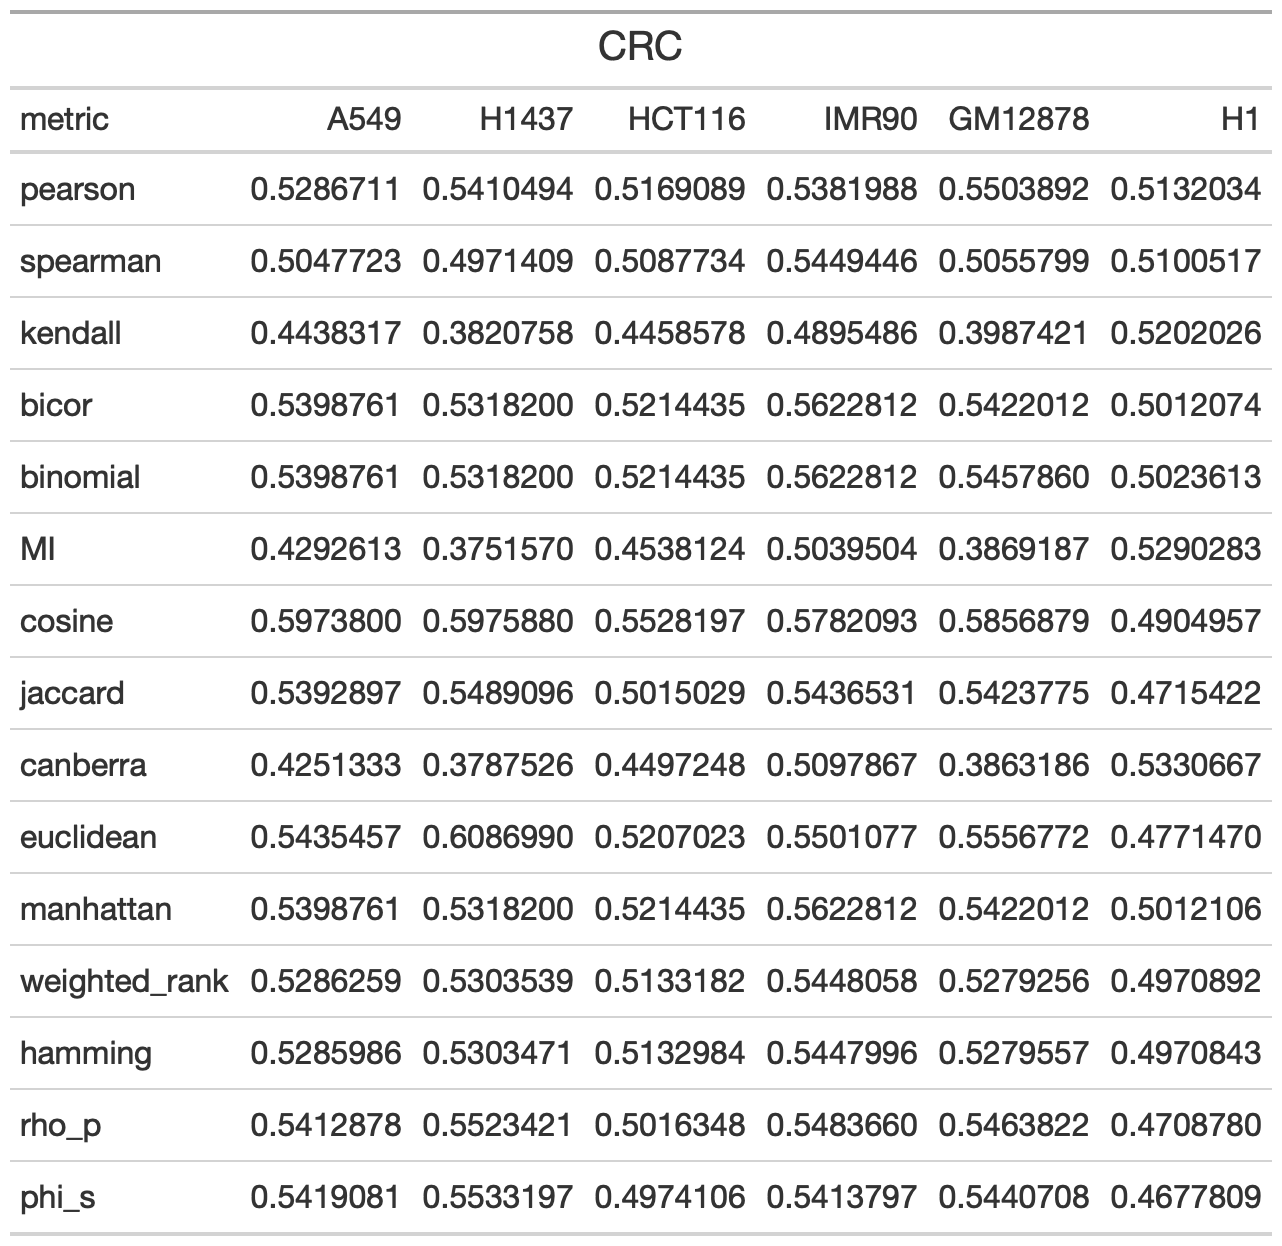 CRC
metric A549 H1437 HCT116 IMR90 GM12878 H1
pearson 0.5286711 0.5410494 0.5169089 0.5381988 0.5503892 0.5132034
spearman 0.5047723 0.4971409 0.5087734 0.5449446 0.5055799 0.5100517
kendall 0.4438317 0.3820758 0.4458578 0.4895486 0.3987421 0.5202026
bicor 0.5398761 0.5318200 0.5214435 0.5622812 0.5422012 0.5012074
binomial 0.5398761 0.5318200 0.5214435 0.5622812 0.5457860 0.5023613
MI 0.4292613 0.3751570 0.4538124 0.5039504 0.3869187 0.5290283
cosine 0.5973800 0.5975880 0.5528197 0.5782093 0.5856879 0.4904957
jaccard 0.5392897 0.5489096 0.5015029 0.5436531 0.5423775 0.4715422
canberra 0.4251333 0.3787526 0.4497248 0.5097867 0.3863186 0.5330667
euclidean 0.5435457 0.6086990 0.5207023 0.5501077 0.5556772 0.4771470
manhattan 0.5398761 0.5318200 0.5214435 0.5622812 0.5422012 0.5012106
weighted_rank 0.5286259 0.5303539 0.5133182 0.5448058 0.5279256 0.4970892
hamming 0.5285986 0.5303471 0.5132984 0.5447996 0.5279557 0.4970843
rho_p 0.5412878 0.5523421 0.5016348 0.5483660 0.5463822 0.4708780
phi_s 0.5419081 0.5533197 0.4974106 0.5413797 0.5440708 0.4677809